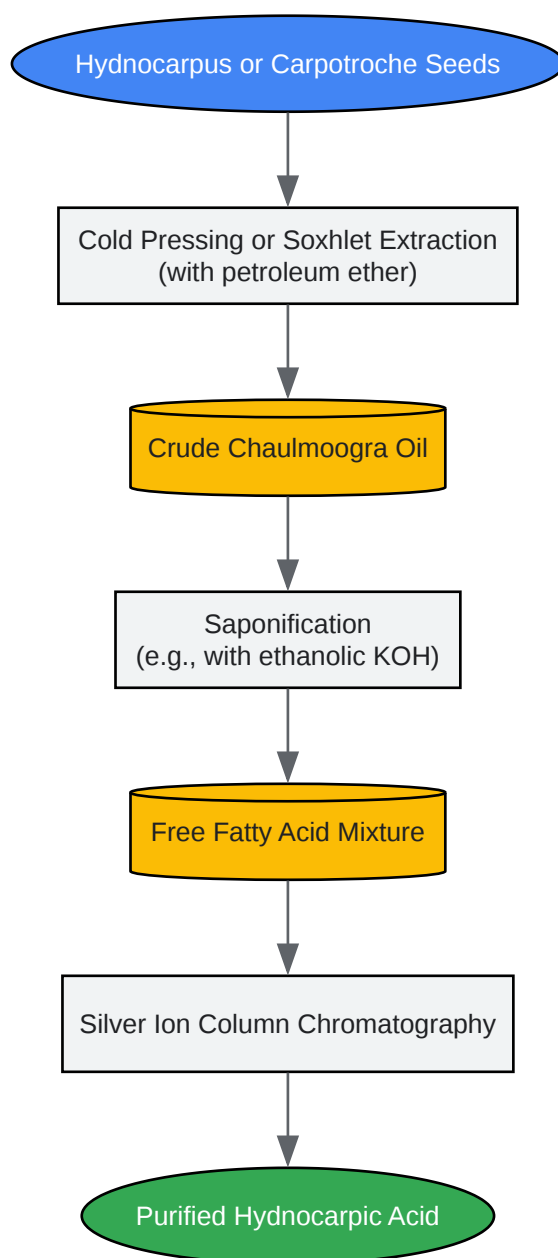 Hydnocarpus or Carpotroche Seeds
Cold Pressing or Soxhlet Extraction
(with petroleum ether)
Crude Chaulmoogra Oil
Saponification
(e.g., with ethanolic KOH)
Free Fatty Acid Mixture
Silver Ion Column Chromatography
Purified Hydnocarpic Acid